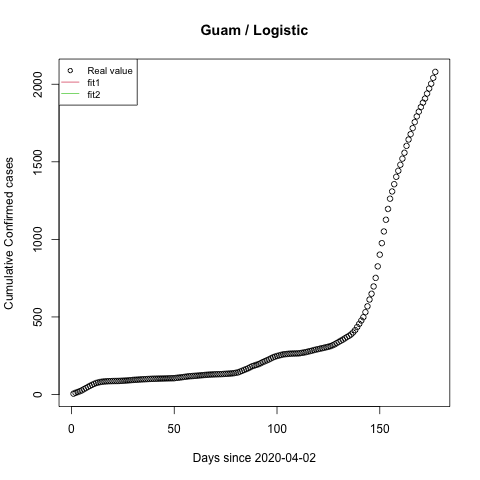 Guam / Logistic
Real value
fit1
fit2
Cumulative Confirmed cases
2000
1500
1000
500
0
0 50 100 150
Days since 2020-04-02